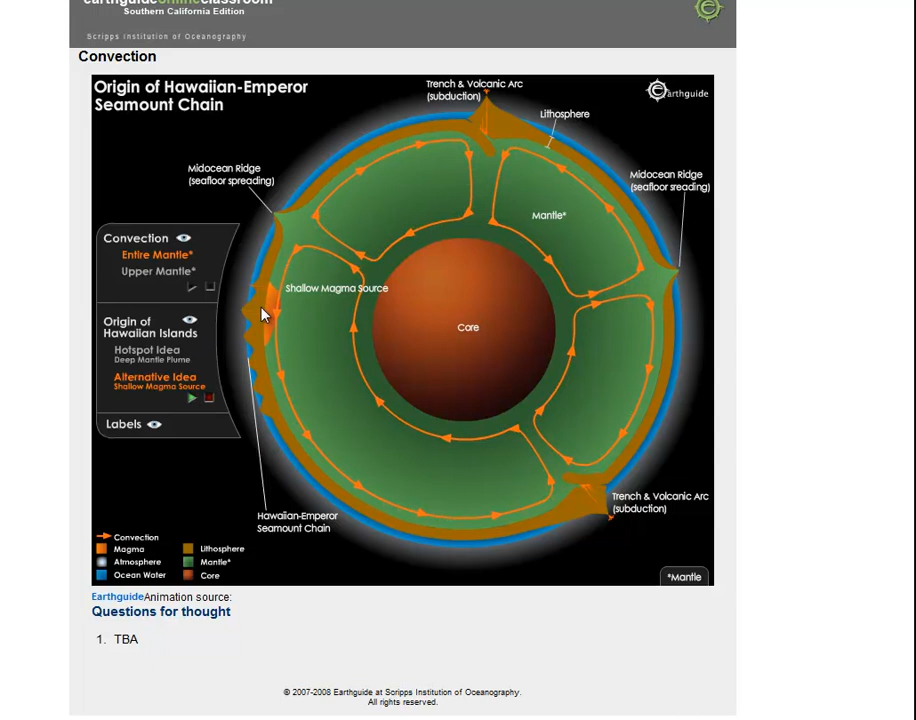 earthguideonlineclassroom
Southern California Edition
Scripps Institution of Oceanography
Convection
Origin of Hawaiian-Emperor
Seamount Chain
Trench & Volcanic Arc
(subduction)
earthguide
Lithosphere
Midocean Ridge
(seafloor spreading)
Midocean Ridge
(seafloor sreading)
Mantle*
Convection
Entire Mantle*
Upper Mantle*
Shallow Magma Source
Origin of
Hawaiian Islands
Core
Hotspot Idea
Deep Mantle Plume
Alternative Idea
Shallow Magma Source
Labels
Trench & Volcanic Arc
(subduction)
Hawaiian-Emperor
Seamount Chain
Convection
Magma
Lithosphere
Atmosphere
Mantle*
Ocean Water
Core
*Mantle
EarthguideAnimation source:
Questions for thought
1. TBA
© 2007-2008 Earthguide at Scripps Institution of Oceanography.
All rights reserved.